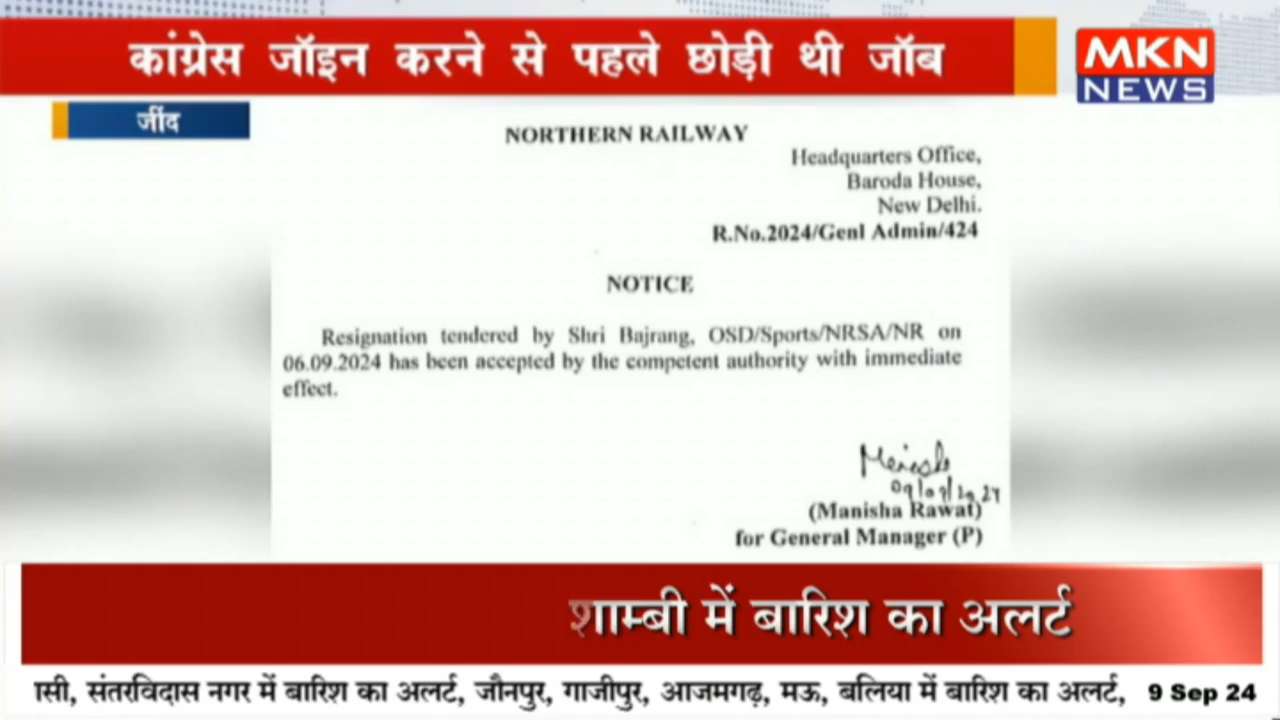 कांग्रेस जॉइन करने से पहले छोड़ी थी जॉब
MKN
NEWS
जींद
NORTHERN RAILWAY
Headquarters Office,
Baroda House,
New Delhi.
R.No.2024/Genl Admin/424
NOTICE
Resignation tendered by Shri Bajrang, OSD/Sports/NRSA/NR on
06.09.2024 has been accepted by the competent authority with immediate
effect.
(Manisha Rawat)
for General Manager (P)
शाम्बी में बारिश का अलर्ट
ासी, संतरविदास नगर में बारिश का अलर्ट, जौनपुर, गाजीपुर, आजमगढ़, मऊ, बलिया में बारिश का अलर्ट, 9 Sep 24